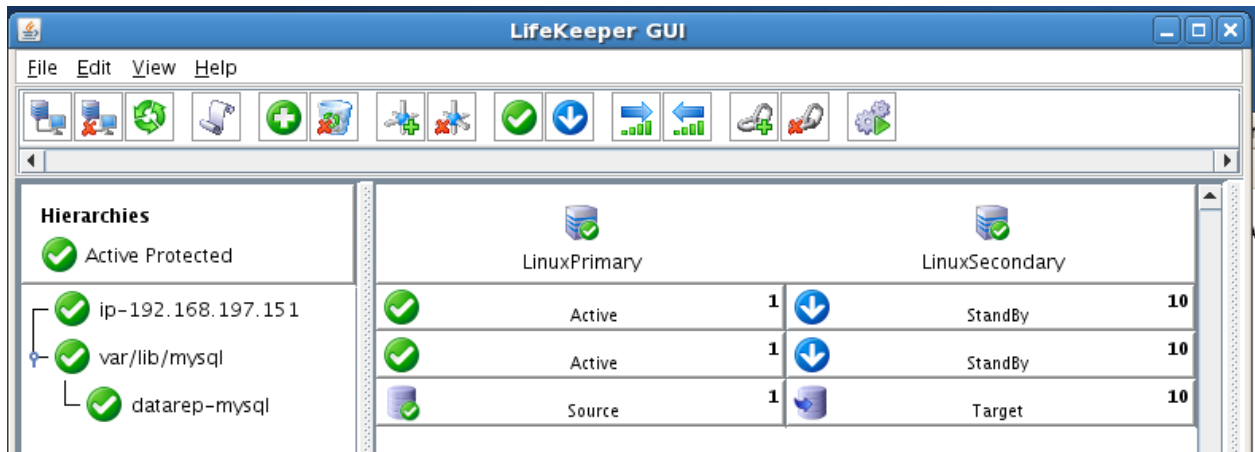 LifeKeeper GUI
File Edit View Help
Hierarchies
Active Protected
LinuxPrimary
LinuxSecondary
ip-192.168.197.151
Active 1
StandBy 10
var/lib/mysql
Active 1
StandBy 10
datarep-mysql
Source 1
Target 10